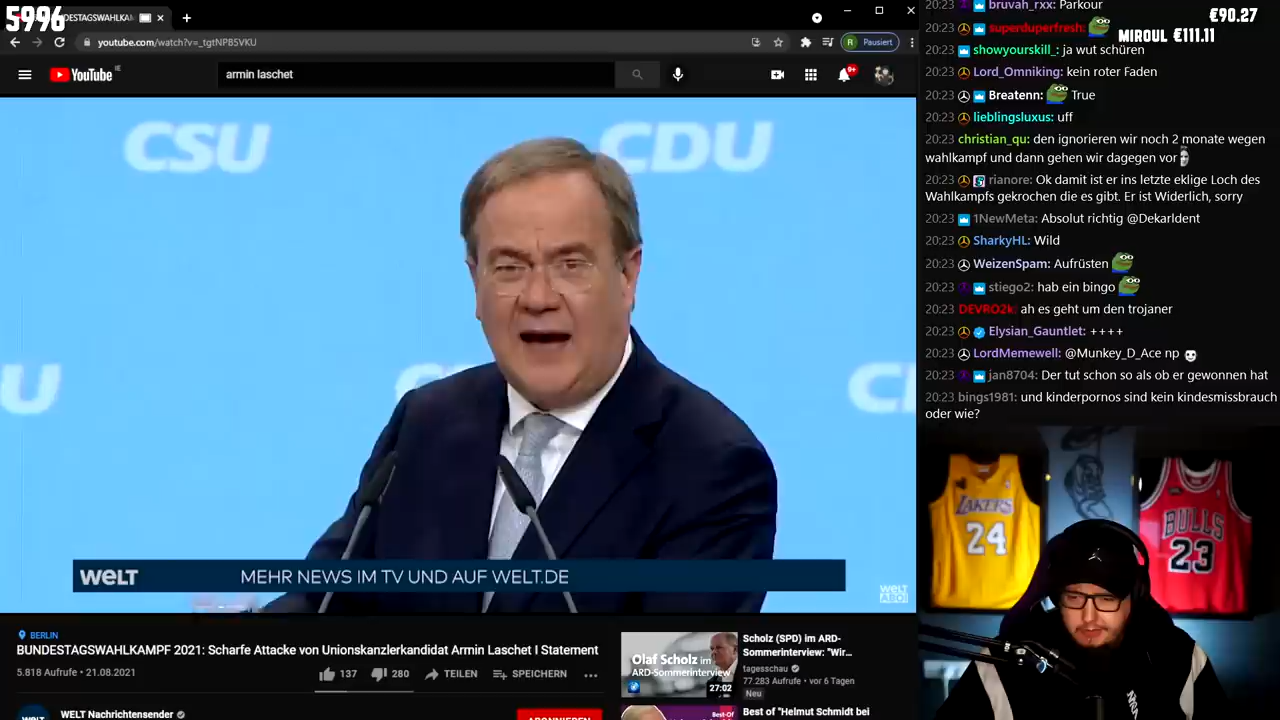 5996
youtube.com/watch?v=_tgtNPBSVKU
R Pausiert
YouTube IE
armin laschet
9+
CSU
CDU
DU
WELT MEHR NEWS IM TV UND AUF WELT.DE
WELT
ABO!
BERLIN
BUNDESTAGSWAHLKAMPF 2021: Scharfe Attacke von Unionskanzlerkandidat Armin Laschet I Statement
5.818 Aufrufe • 21.08.2021
137
280
TEILEN
SPEICHERN
WELT Nachrichtensender
ABONNIEREN
Olaf Scholz im
ARD-Sommerinterview
27:02
Scholz (SPD) im ARD-
Sommerinterview: "Wir...
tagesschau
77.283 Aufrufe • vor 6 Tagen
Neu
Best of "Helmut Schmidt bei
€90.27
MIROUL €111.11
20:23 bruvah_rxx: Parkour
20:23 superduperfresh:
20:23 showyourskill_: ja wut schüren
20:23 Lord_Omniking: kein roter Faden
20:23 Breatenn: True
20:23 lieblingsluxus: uff
20:23 christian_qu: den ignorieren wir noch 2 monate wegen
wahlkampf und dann gehen wir dagegen vor
20:23 rianore: Ok damit ist er ins letzte eklige Loch des
Wahlkampfs gekrochen die es gibt. Er ist Widerlich, sorry
20:23 1NewMeta: Absolut richtig @Dekarldent
20:23 SharkyHL: Wild
20:23 WeizenSpam: Aufrüsten
20:23 stiego2: hab ein bingo
20:23 DEVRO2k: ah es geht um den trojaner
20:23 Elysian_Gauntlet: ++++
20:23 LordMemewell: @Munkey_D_Ace np
20:23 jan8704: Der tut schon so als ob er gewonnen hat
20:23 bings1981: und kinderpornos sind kein kindesmissbrauch
oder wie?
LAKERS
24
BULLS
23